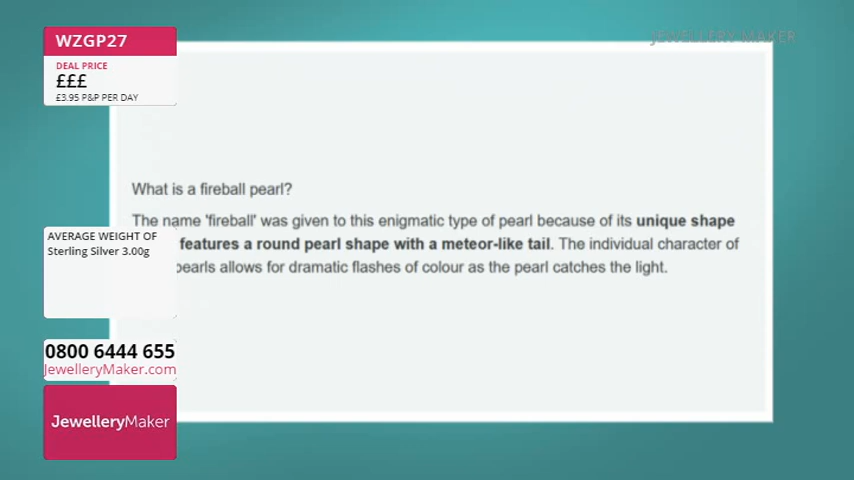 WZGP27
DEAL PRICE
£££
£3.95 P&P PER DAY
JEWELLERY MAKER
What is a fireball pearl?
The name 'fireball' was given to this enigmatic type of pearl because of its unique shape
features a round pearl shape with a meteor-like tail. The individual character of
pearls allows for dramatic flashes of colour as the pearl catches the light.
AVERAGE WEIGHT OF
Sterling Silver 3.00g
0800 6444 655
JewelleryMaker.com
JewelleryMaker